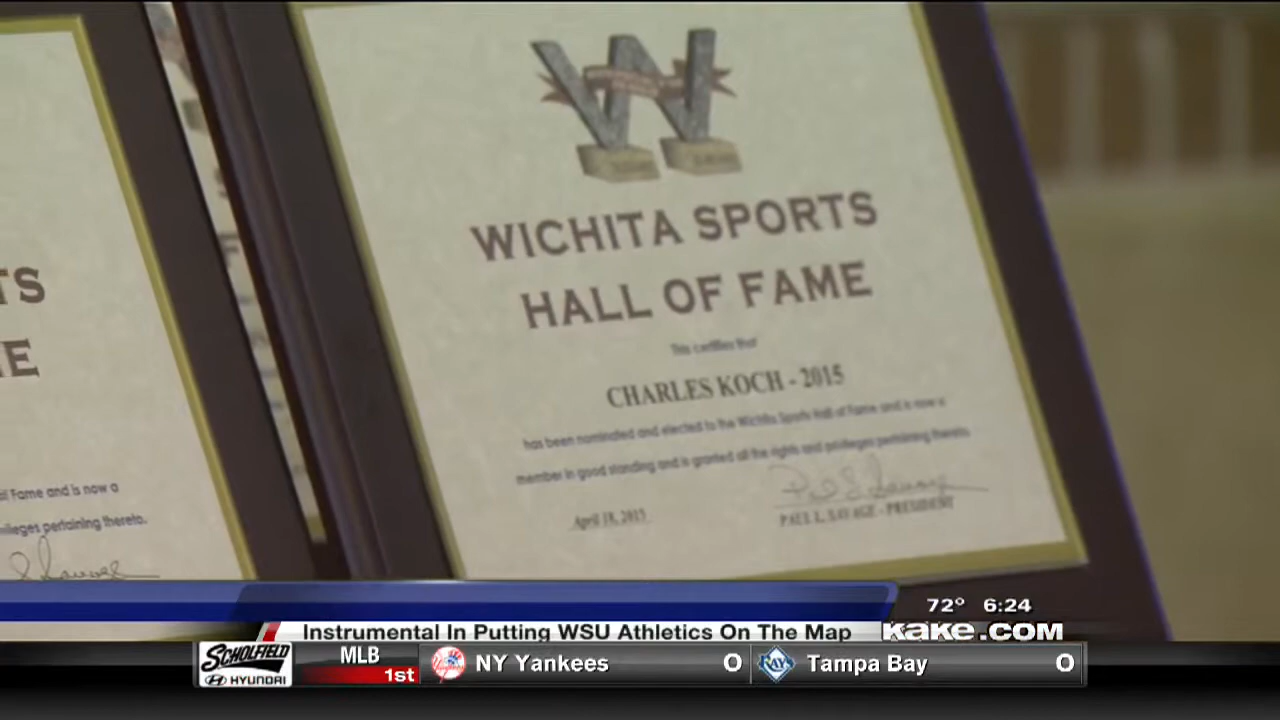 WICHITA SPORTS
HALL OF FAME
This certifies that
CHARLES KOCH - 2015
has been nominated and elected to the Wichita Sports Hall of Fame and is now a
member in good standing and is granted all the rights and privileges pertaining thereto.
April 18, 2015
PAUL L. SAVAGE - PRESIDENT
TS
E
Fame and is now a
privileges pertaining thereto.
72° 6:24
Instrumental In Putting WSU Athletics On The Map
KaKe.COM
SCHOLFIELD
HYUNDAI
MLB
1st
NY Yankees 0
RAYS
Tampa Bay 0